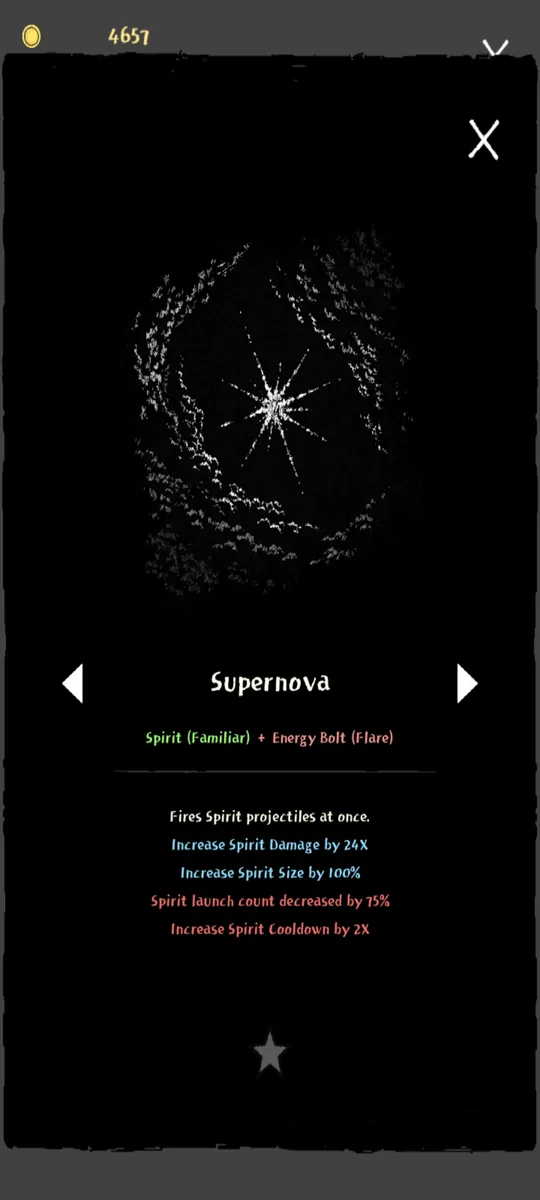 4657
X
Supernova
Spirit (Familiar) + Energy Bolt (Flare)
Fires Spirit projectiles at once.
Increase Spirit Damage by 24X
Increase Spirit Size by 100%
Spirit launch count decreased by 75%
Increase Spirit Cooldown by 2X